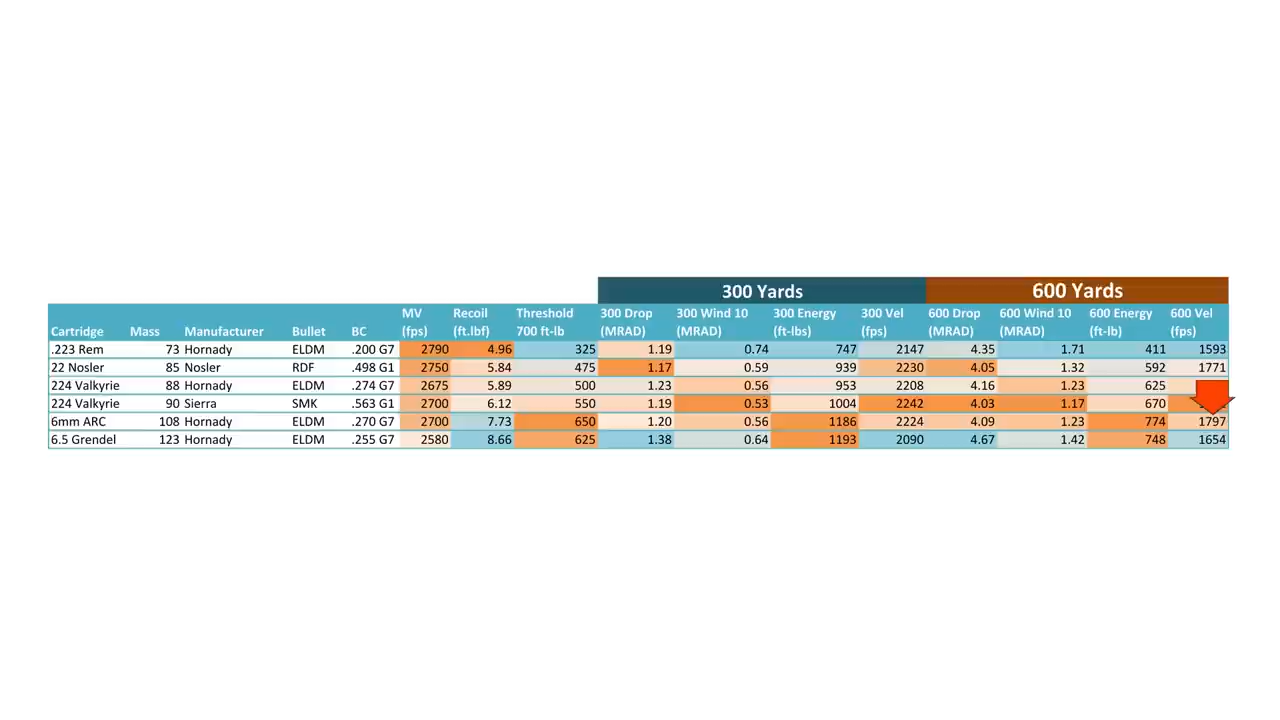 300 Yards 600 Yards
MV Recoil Threshold 300 Drop 300 Wind 10 300 Energy 300 Vel 600 Drop 600 Wind 10 600 Energy 600 Vel
Cartridge Mass Manufacturer Bullet BC (fps) (ft.lbf) 700 ft-lb (MRAD) (MRAD) (ft-lbs) (fps) (MRAD) (MRAD) (ft-lb) (fps)
.223 Rem 73 Hornady ELDM .200 G7 2790 4.96 325 1.19 0.74 747 2147 4.35 1.71 411 1593
22 Nosler 85 Nosler RDF .498 G1 2750 5.84 475 1.17 0.59 939 2230 4.05 1.32 592 1771
224 Valkyrie 88 Hornady ELDM .274 G7 2675 5.89 500 1.23 0.56 953 2208 4.16 1.23 625
224 Valkyrie 90 Sierra SMK .563 G1 2700 6.12 550 1.19 0.53 1004 2242 4.03 1.17 670
6mm ARC 108 Hornady ELDM .270 G7 2700 7.73 650 1.20 0.56 1186 2224 4.09 1.23 774 1797
6.5 Grendel 123 Hornady ELDM .255 G7 2580 8.66 625 1.38 0.64 1193 2090 4.67 1.42 748 1654